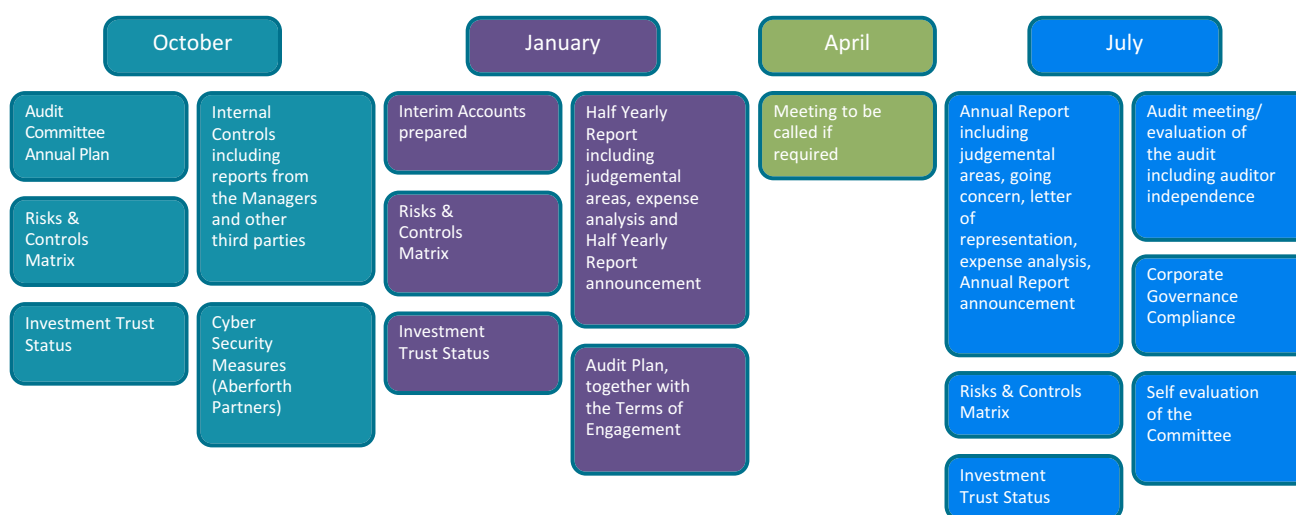 October
Audit
Committee
Annual Plan
Risks &
Controls
Matrix
Investment Trust
Status
Internal
Controls
including
reports from
the Managers
and other
third parties
Cyber
Security
Measures
(Aberforth
Partners)
January
Interim Accounts
prepared
Risks &
Controls
Matrix
Investment
Trust Status
Half Yearly
Report
including
judgemental
areas, expense
analysis and
Half Yearly
Report
announcement
Audit Plan,
together with
the Terms of
Engagement
April
Meeting to be
called if
required
July
Annual Report
including
judgemental
areas, going
concern, letter
of
representation,
expense analysis,
Annual Report
announcement
Risks & Controls
Matrix
Investment
Trust Status
Audit meeting/
evaluation of
the audit
including auditor
independence
Corporate
Governance
Compliance
Self evaluation
of the
Committee